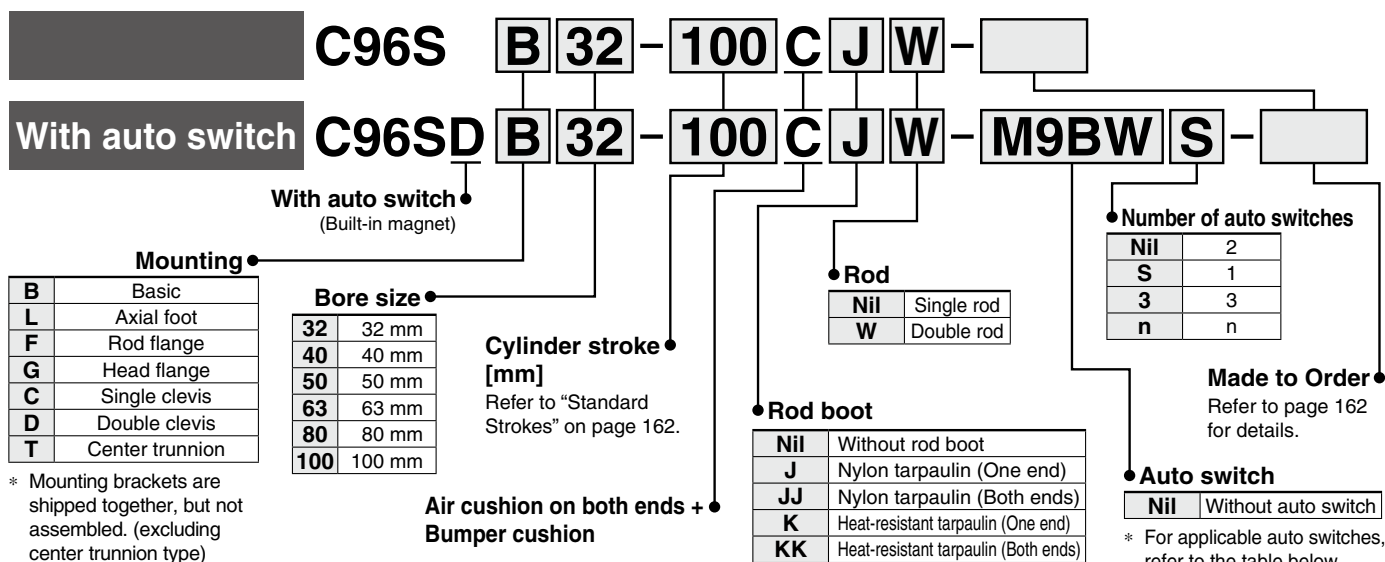 C96S B 32 - 100 C J W -
With auto switch C96SD B 32 - 100 C J W - M9BW S -
With auto switch
(Built-in magnet)
Mounting
B Basic
L Axial foot
F Rod flange
G Head flange
C Single clevis
D Double clevis
T Center trunnion
* Mounting brackets are
shipped together, but not
assembled. (excluding
center trunnion type)
Bore size
32 32 mm
40 40 mm
50 50 mm
63 63 mm
80 80 mm
100 100 mm
Cylinder stroke
[mm]
Refer to “Standard
Strokes” on page 162.
Air cushion on both ends +
Bumper cushion
Rod
Nil Single rod
W Double rod
Rod boot
Nil Without rod boot
J Nylon tarpaulin (One end)
JJ Nylon tarpaulin (Both ends)
K Heat-resistant tarpaulin (One end)
KK Heat-resistant tarpaulin (Both ends)
Number of auto switches
Nil 2
S 1
3 3
n n
Made to Order
Refer to page 162
for details.
Auto switch
Nil Without auto switch
* For applicable auto switches,
refer to the table below